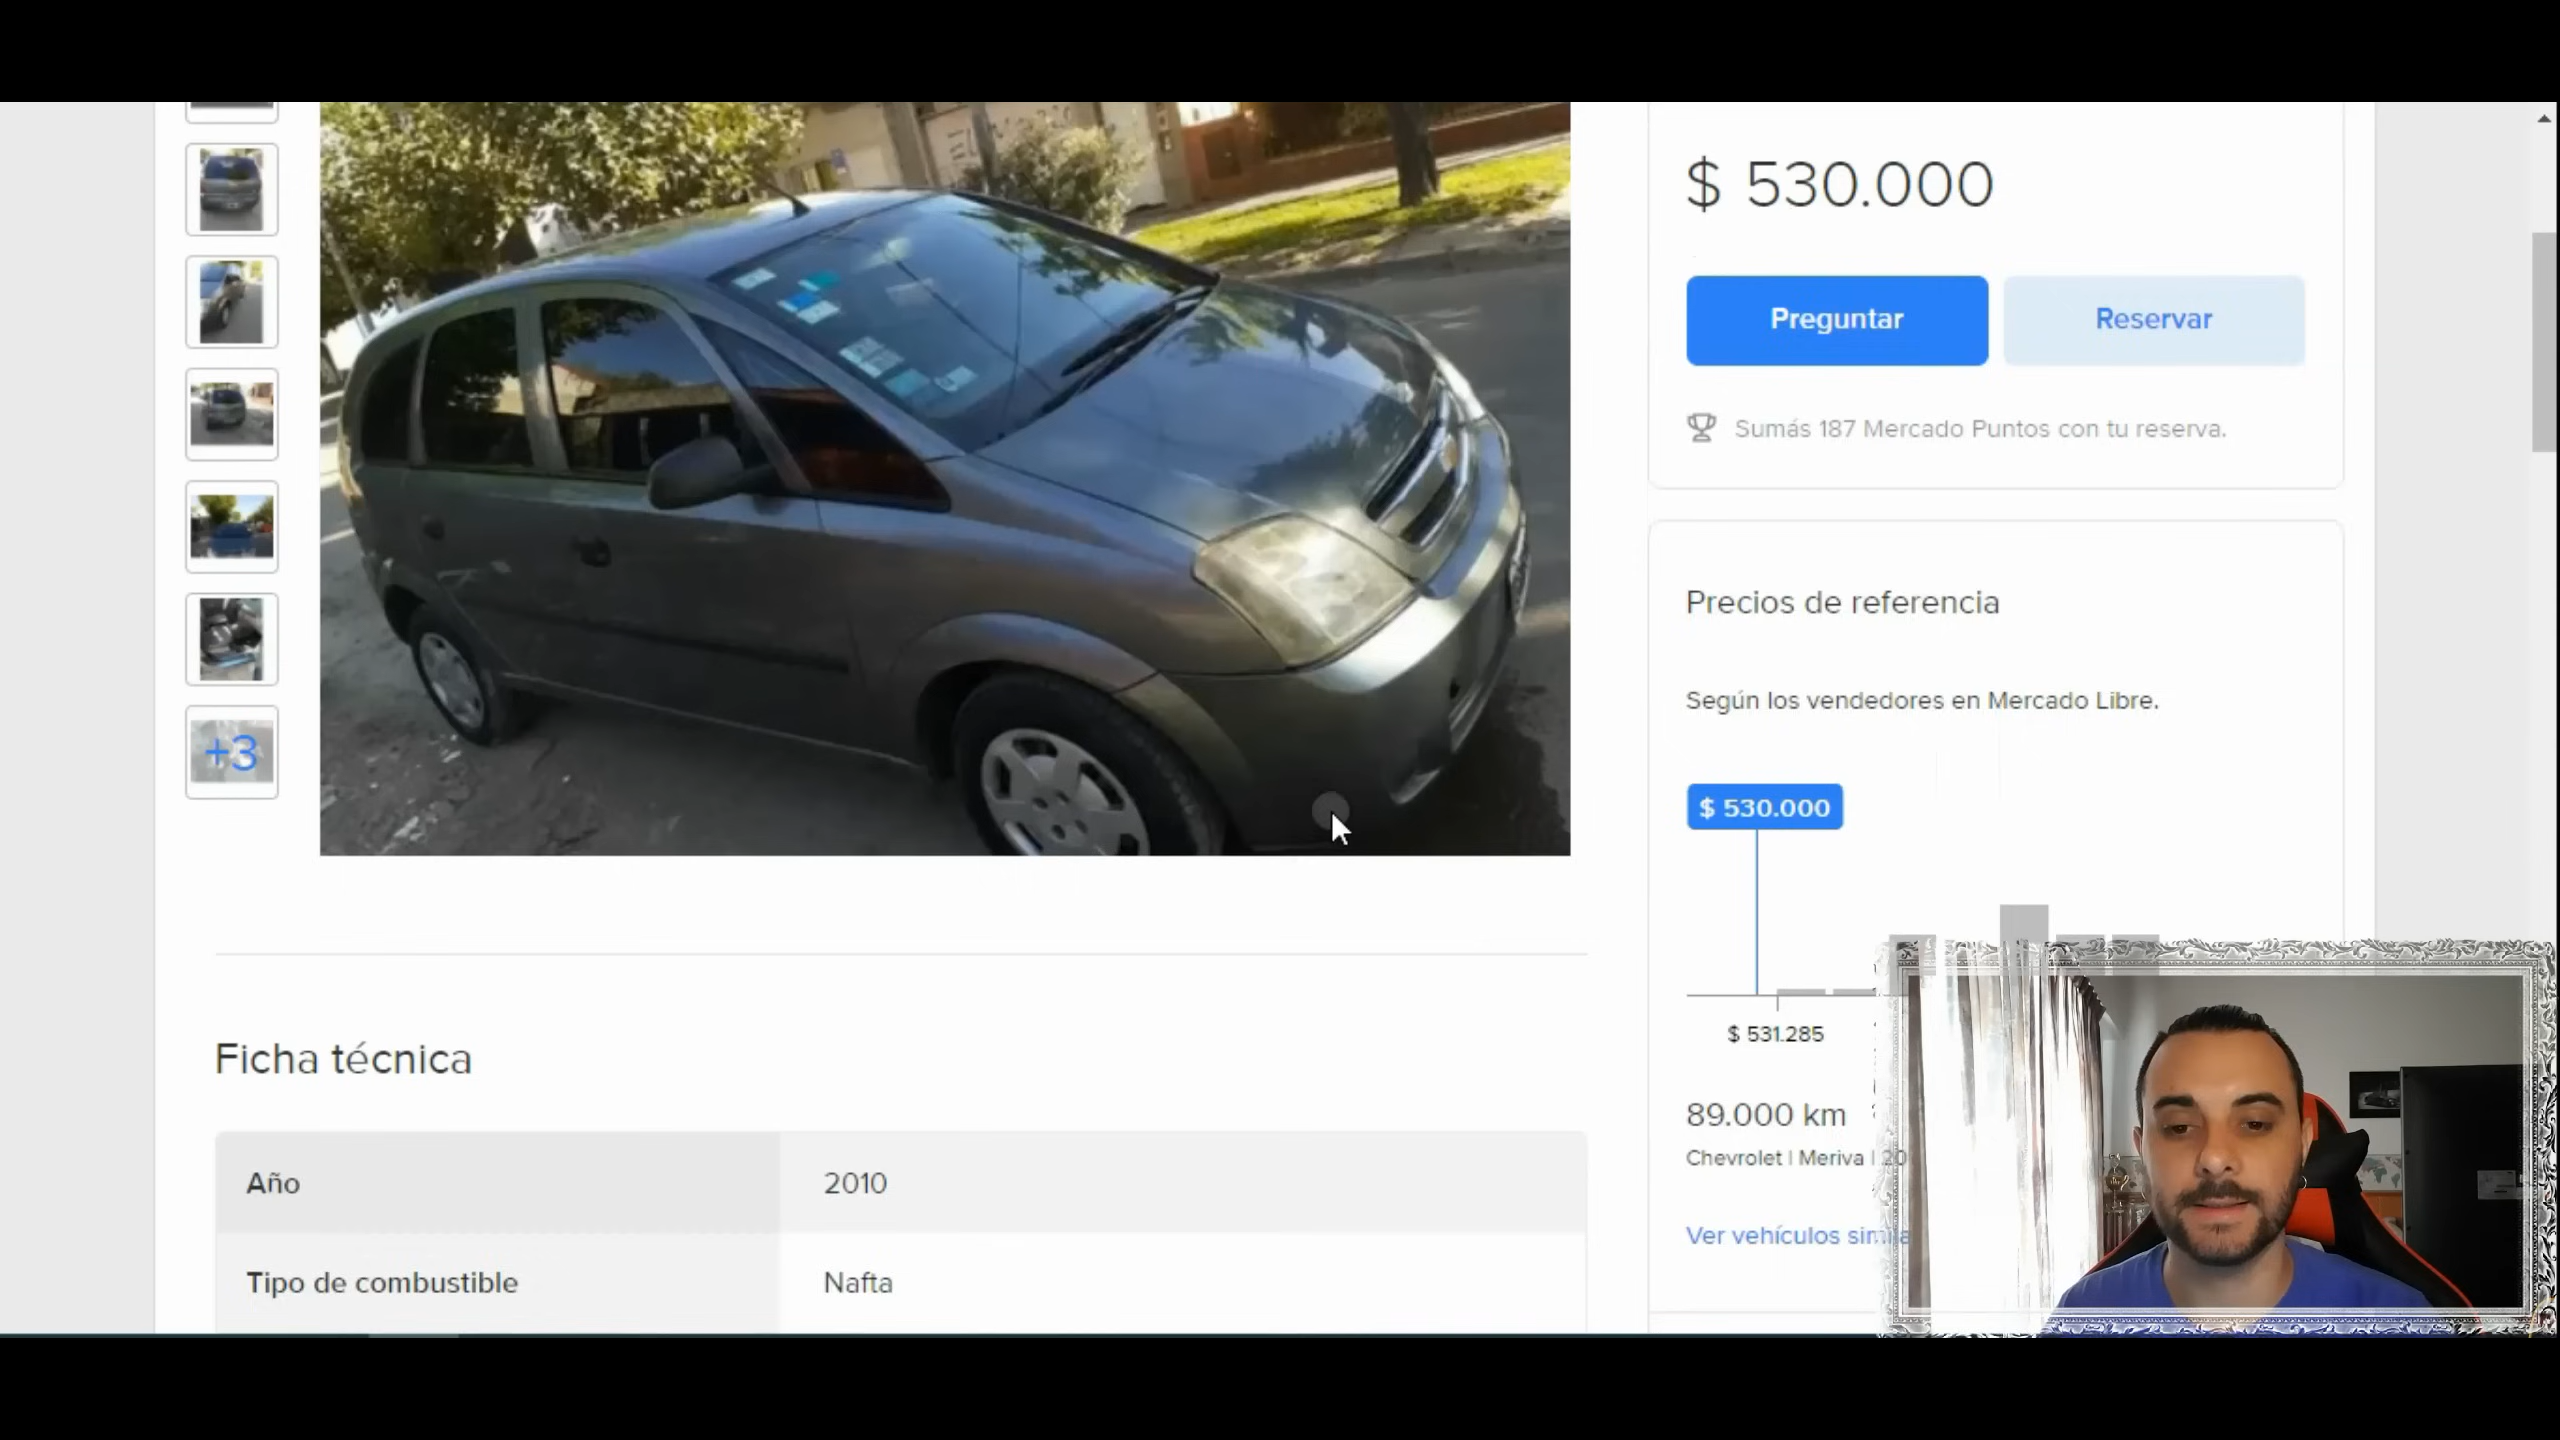 $ 530.000
Preguntar
Reservar
Sumás 187 Mercado Puntos con tu reserva.
Precios de referencia
Según los vendedores en Mercado Libre.
$ 530.000
$ 531.285
89.000 km
Chevrolet | Meriva | 20
Ver vehículos simila
+3
Ficha técnica
Año 2010
Tipo de combustible Nafta